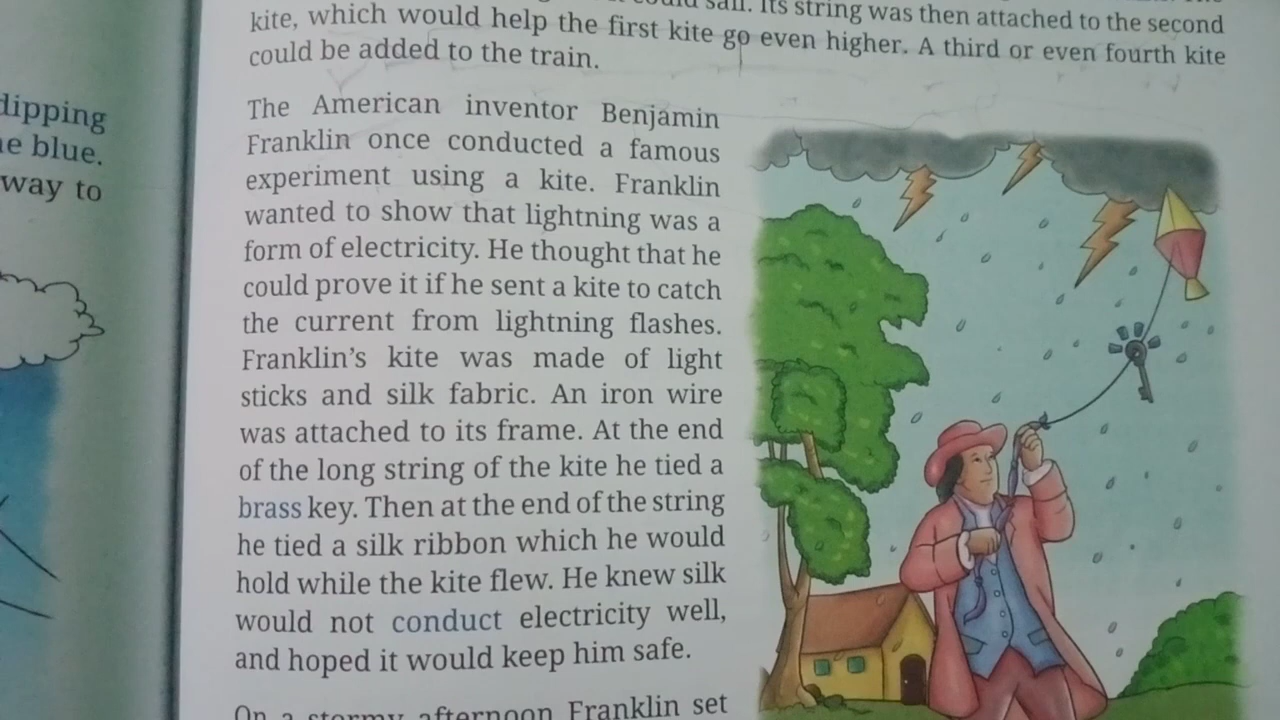 sail. Its string was then attached to the second
kite, which would help the first kite go even higher. A third or even fourth kite
could be added to the train.
dipping
e blue.
way to
The American inventor Benjamin
Franklin once conducted a famous
experiment using a kite. Franklin
wanted to show that lightning was a
form of electricity. He thought that he
could prove it if he sent a kite to catch
the current from lightning flashes.
Franklin's kite was made of light
sticks and silk fabric. An iron wire
was attached to its frame. At the end
of the long string of the kite he tied a
brass key. Then at the end of the string
he tied a silk ribbon which he would
hold while the kite flew. He knew silk
would not conduct electricity well,
and hoped it would keep him safe.
On a stormy afternoon Franklin set